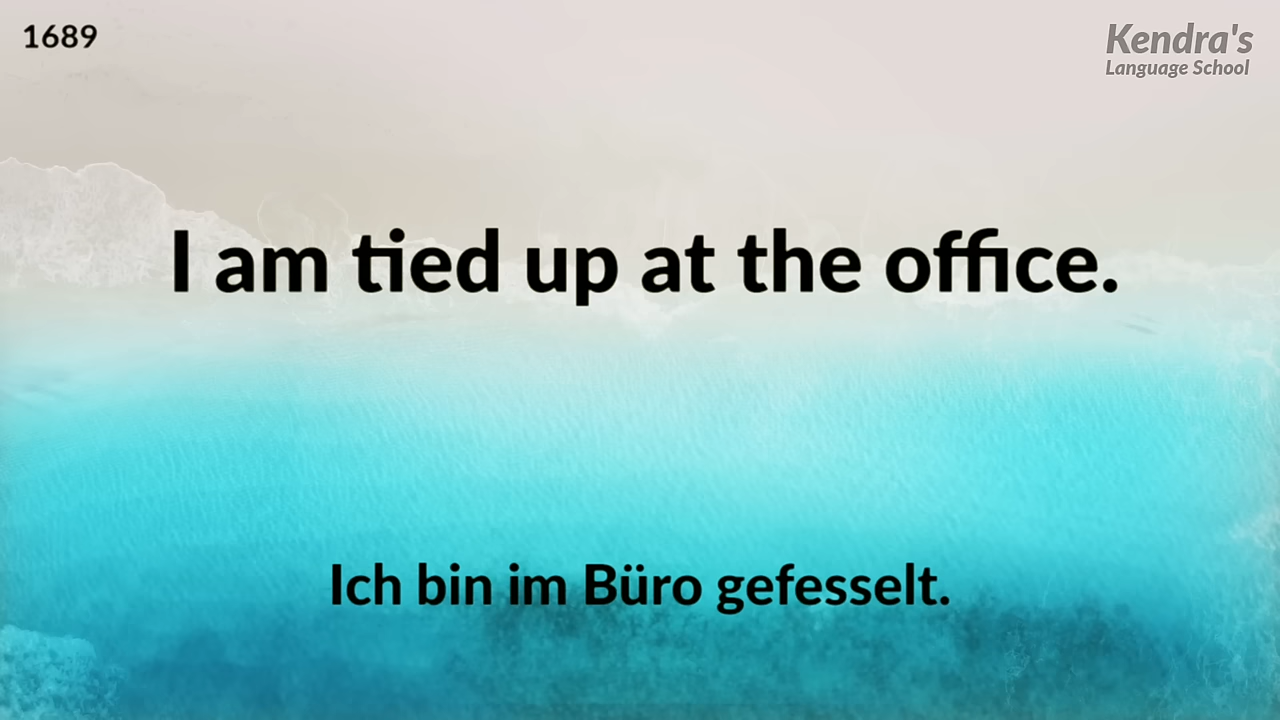 1689
Kendra's
Language School
I am tied up at the office.
Ich bin im Büro gefesselt.